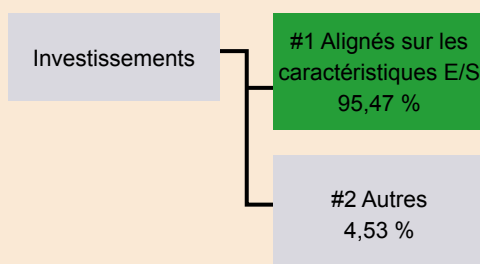 Investissements
#1 Alignés sur les
caractéristiques E/S
95,47 %
#2 Autres
4,53 %